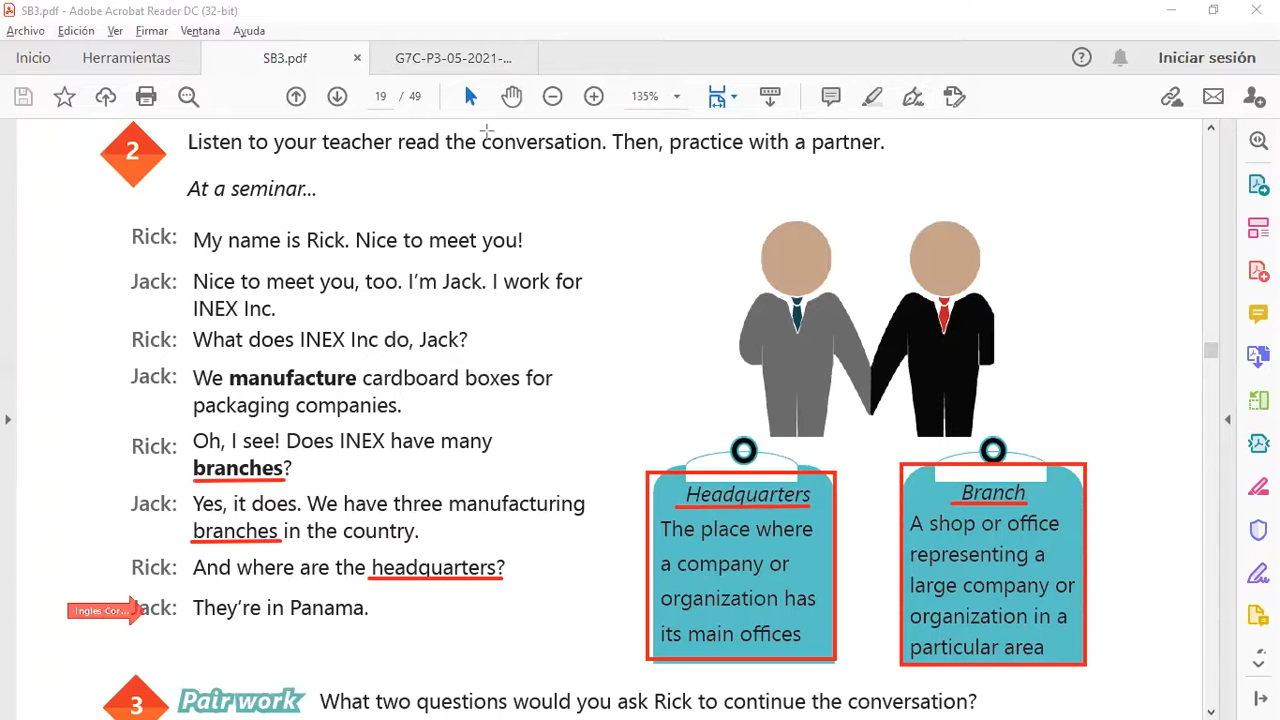 SB3.pdf - Adobe Acrobat Reader DC (32-bit)
Archivo Edición Ver Firmar Ventana Ayuda
Inicio Herramientas SB3.pdf × G7C-P3-05-2021-... Iniciar sesión
19 / 49 135%
2 Listen to your teacher read the conversation. Then, practice with a partner.
At a seminar...
Rick: My name is Rick. Nice to meet you!
Jack: Nice to meet you, too. I'm Jack. I work for
INEX Inc.
Rick: What does INEX Inc do, Jack?
Jack: We manufacture cardboard boxes for
packaging companies.
Rick: Oh, I see! Does INEX have many
branches?
Jack: Yes, it does. We have three manufacturing
branches in the country.
Rick: And where are the headquarters?
Ingles Cor... Jack: They're in Panama.
Headquarters
The place where
a company or
organization has
its main offices
Branch
A shop or office
representing a
large company or
organization in a
particular area
3 Pair work What two questions would you ask Rick to continue the conversation?